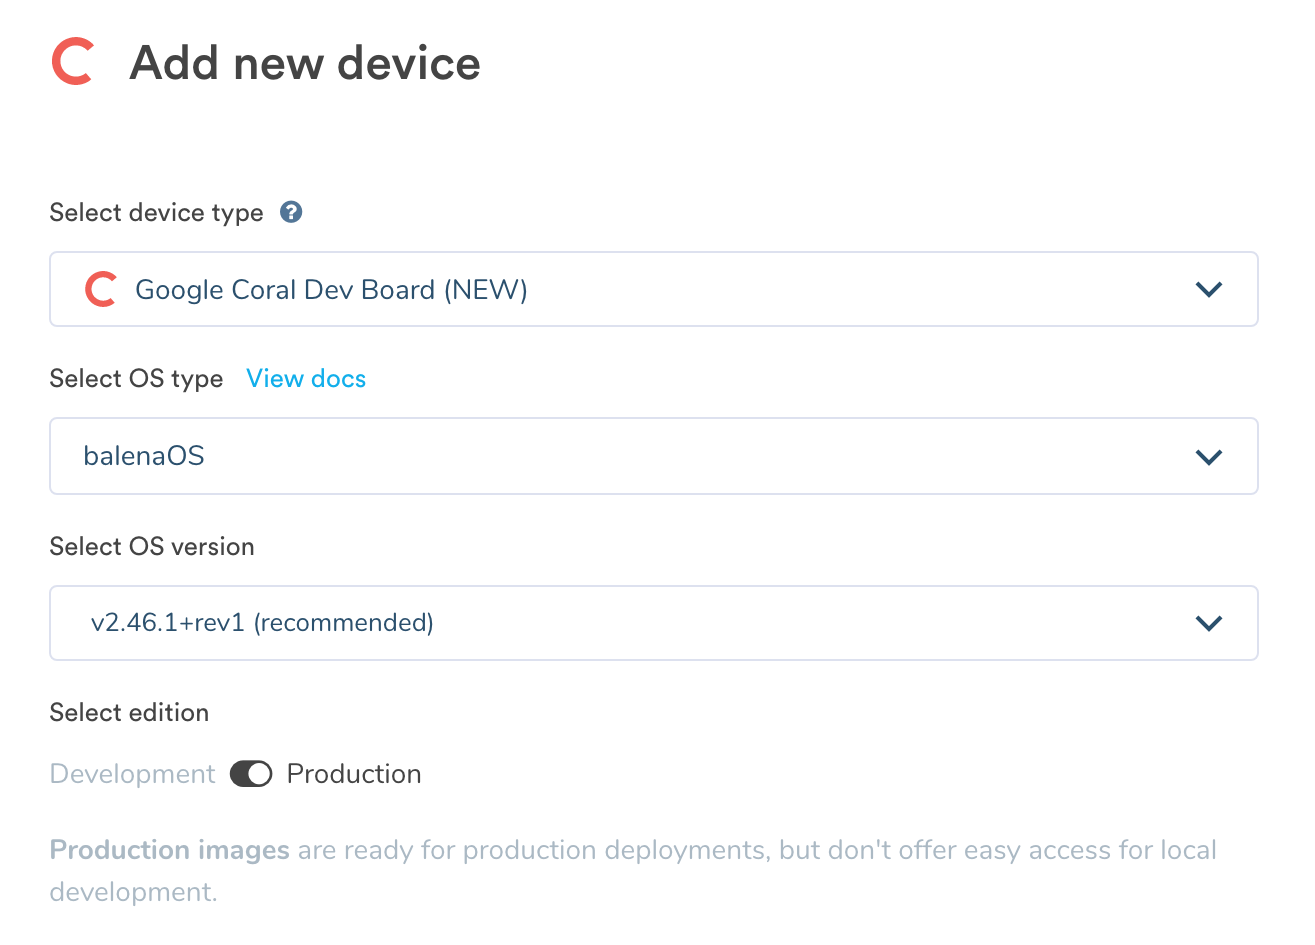 Add new device
Select device type ?
Google Coral Dev Board (NEW)
Select OS type View docs
balenaOS
Select OS version
v2.46.1+rev1 (recommended)
Select edition
Development Production
Production images are ready for production deployments, but don't offer easy access for local
development.